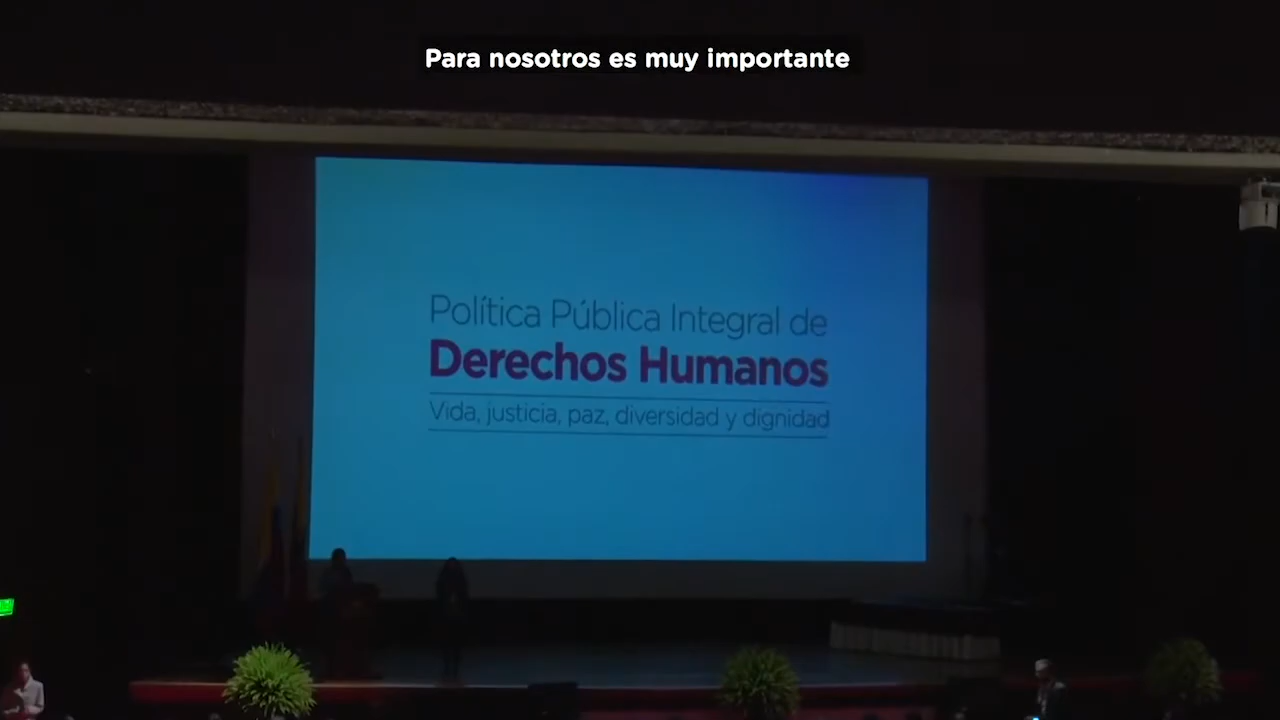 Para nosotros es muy importante
Política Pública Integral de
Derechos Humanos
Vida, justicia, paz, diversidad y dignidad